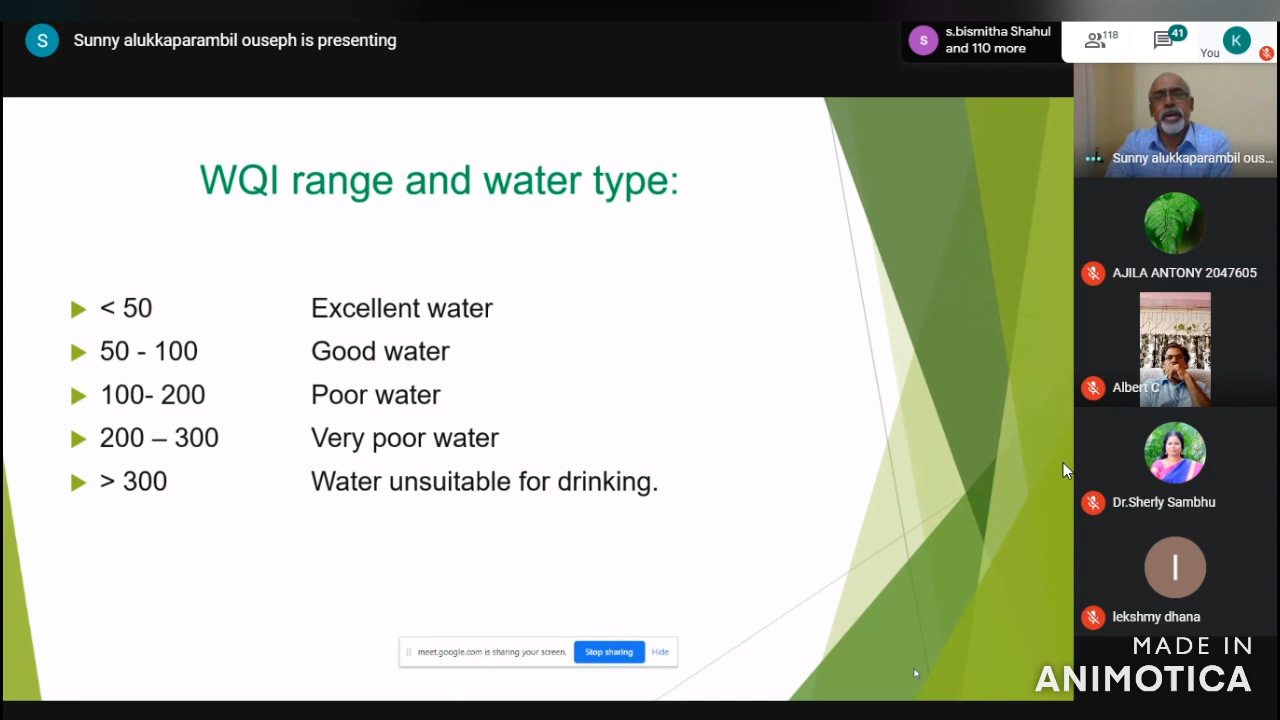 S
Sunny alukkaparambil ouseph is presenting
s
s.bismitha Shahul
and 110 more
118
41
You
K
WQI range and water type:
< 50 Excellent water
50 - 100 Good water
100- 200 Poor water
200 – 300 Very poor water
> 300 Water unsuitable for drinking.
meet.google.com is sharing your screen. Stop sharing Hide
Sunny alukkaparambil ous...
AJILA ANTONY 2047605
Albert C
Dr.Sherly Sambhu
l
lekshmy dhana
MADE IN
ANIMOTICA